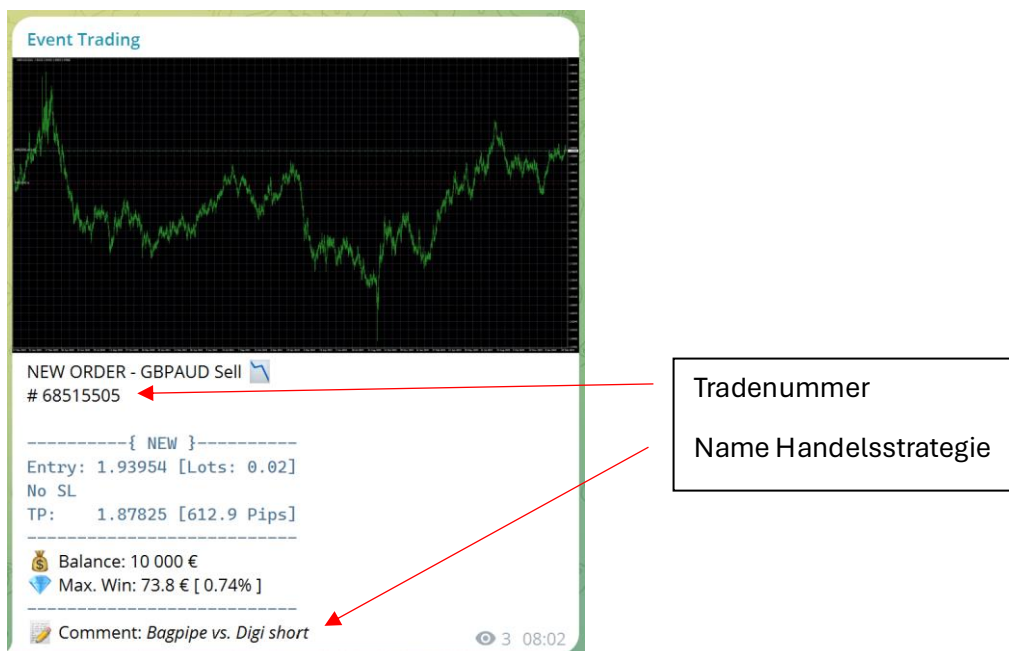 Event Trading
NEW ORDER - GBPAUD Sell 📉
# 68515505
----------{ NEW }----------
Entry: 1.93954 [Lots: 0.02]
No SL
TP: 1.87825 [612.9 Pips]
---------------------------
💰 Balance: 10 000 €
💎 Max. Win: 73.8 € [ 0.74% ]
---------------------------
📝 Comment: Bagpipe vs. Digi short
3 08:02
Tradenummer
Name Handelsstrategie